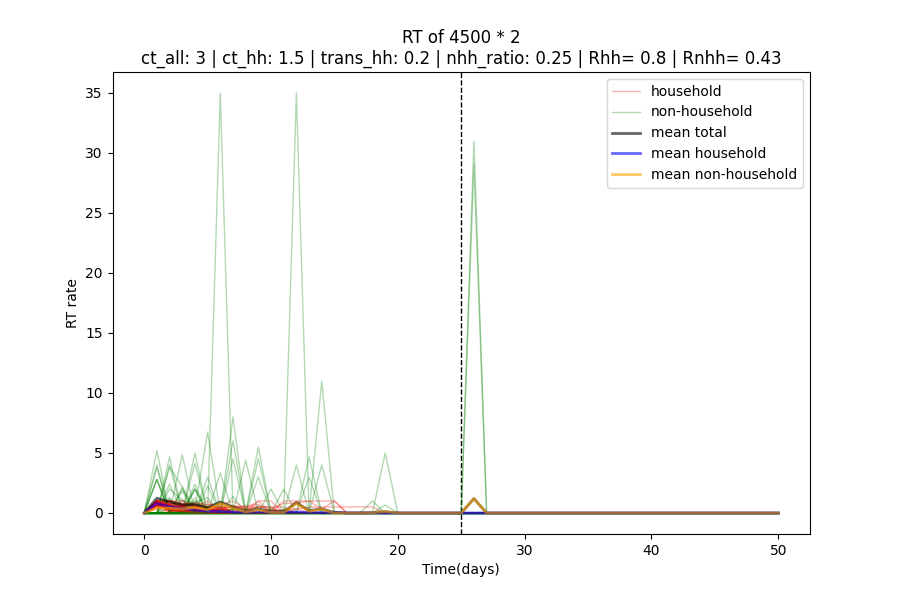 RT of 4500 * 2
ct_all: 3 | ct_hh: 1.5 | trans_hh: 0.2 | nhh_ratio: 0.25 | Rhh= 0.8 | Rnhh= 0.43
household
non-household
mean total
mean household
mean non-household
35
30
25
20
15
10
5
0
RT rate
0 10 20 30 40 50
Time(days)